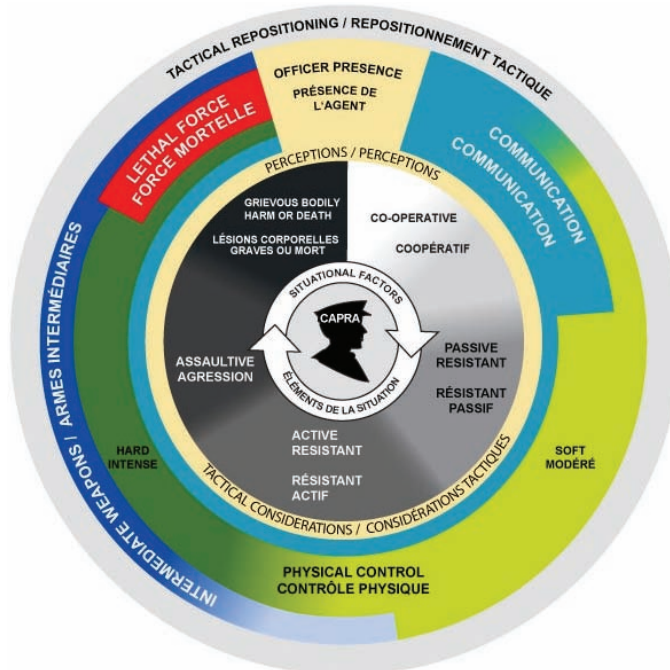 TACTICAL REPOSITIONING / REPOSITIONNEMENT TACTIQUE
OFFICER PRESENCE
PRÉSENCE DE
L'AGENT
LETHAL FORCE
FORCE MORTELLE
COMMUNICATION
COMMUNICATION
PERCEPTIONS / PERCEPTIONS
GRIEVOUS BODILY
HARM OR DEATH
LÉSIONS CORPORELLES
GRAVES OU MORT
CO-OPERATIVE
COOPÉRATIF
SITUATIONAL FACTORS
CAPRA
ÉLÉMENTS DE LA SITUATION
ASSAULTIVE
AGRESSION
PASSIVE
RESISTANT
RÉSISTANT
PASSIF
ACTIVE
RESISTANT
RÉSISTANT
ACTIF
HARD
INTENSE
SOFT
MODÉRÉ
TACTICAL CONSIDERATIONS / CONSIDÉRATIONS TACTIQUES
PHYSICAL CONTROL
CONTRÔLE PHYSIQUE
INTERMEDIATE WEAPONS / ARMES INTERMÉDIAIRES